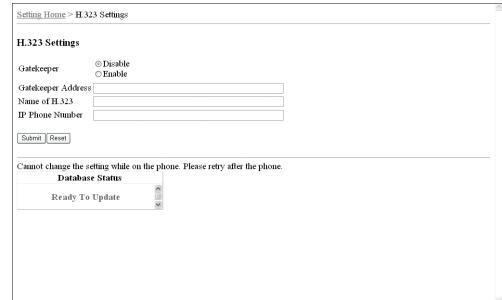 Setting Home > H.323 Settings
H.323 Settings
Gatekeeper
Disable
Enable
Gatekeeper Address
Name of H.323
IP Phone Number
Submit Reset
Cannot change the setting while on the phone. Please retry after the phone.
Database Status
Ready To Update